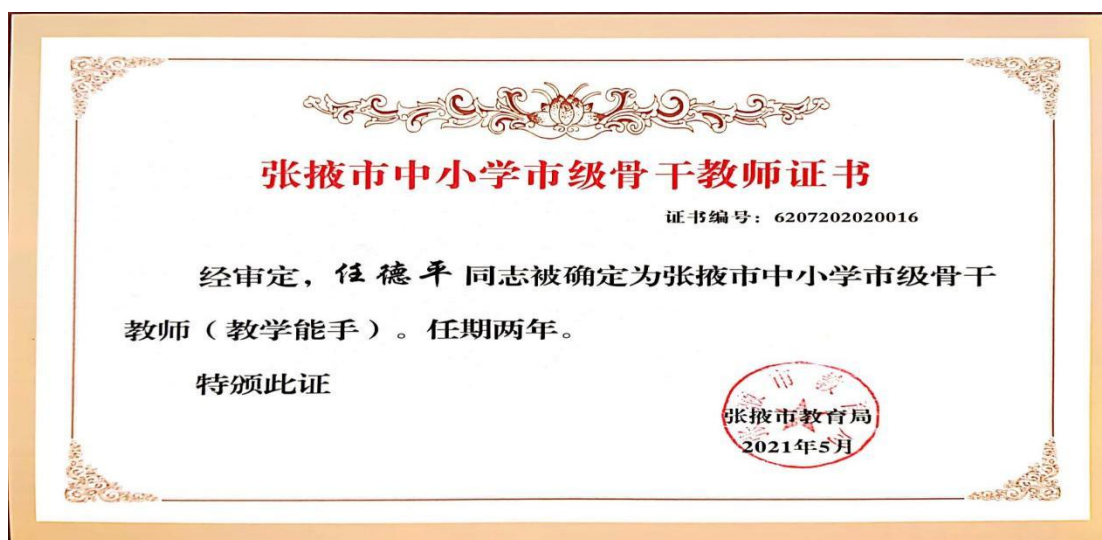 张掖市中小学市级骨干教师证书
证书编号：6207202020016
经审定，任德平同志被确定为张掖市中小学市级骨干
教师（教学能手）。任期两年。
特颁此证
张掖市教育局
2021年5月